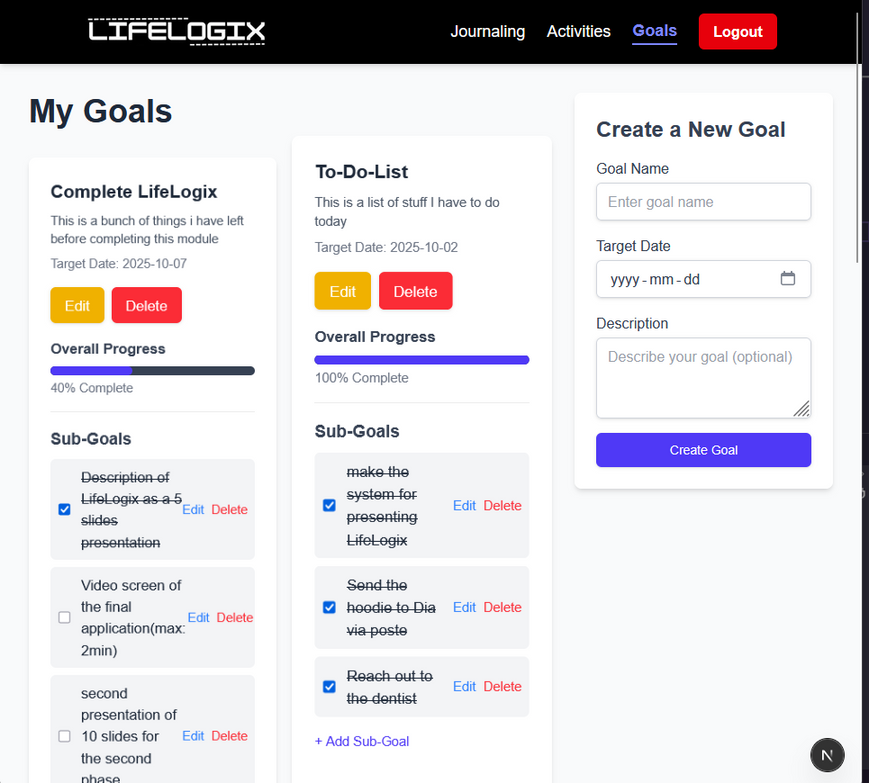 LIFELOGIX
Journaling Activities Goals Logout
My Goals
Complete LifeLogix
This is a bunch of things i have left
before completing this module
Target Date: 2025-10-07
Edit Delete
Overall Progress
40% Complete
Sub-Goals
Description of
LifeLogix as a 5
slides
presentation
Edit Delete
Video screen of
the final
application(max:
2min)
Edit Delete
second
presentation of
10 slides for
the second
phase
Edit Delete
To-Do-List
This is a list of stuff I have to do
today
Target Date: 2025-10-02
Edit Delete
Overall Progress
100% Complete
Sub-Goals
make the
system for
presenting
LifeLogix
Edit Delete
Send the
hoodie to Dia
via poste
Edit Delete
Reach out to
the dentist
Edit Delete
+ Add Sub-Goal
Create a New Goal
Goal Name
Enter goal name
Target Date
yyyy-mm-dd
Description
Describe your goal (optional)
Create Goal
N